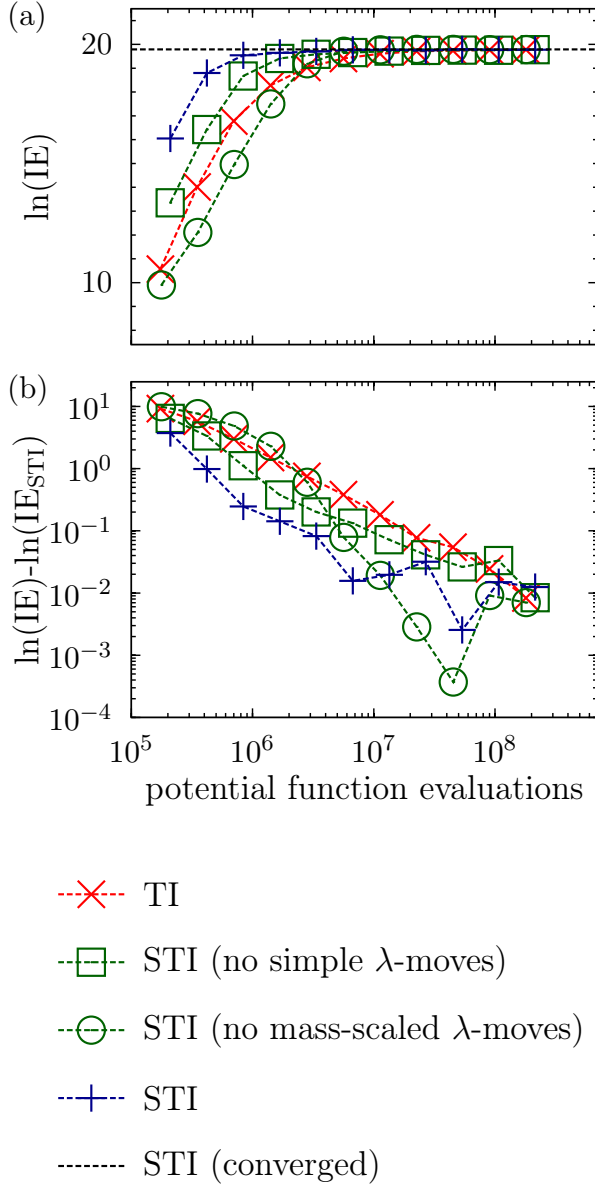 (a)
20
10
ln(IE)
(b)
10^1
10^0
10^-1
10^-2
10^-3
10^-4
ln(IE)-ln(IE_STI)
10^5 10^6 10^7 10^8
potential function evaluations
TI
STI (no simple λ-moves)
STI (no mass-scaled λ-moves)
STI
STI (converged)